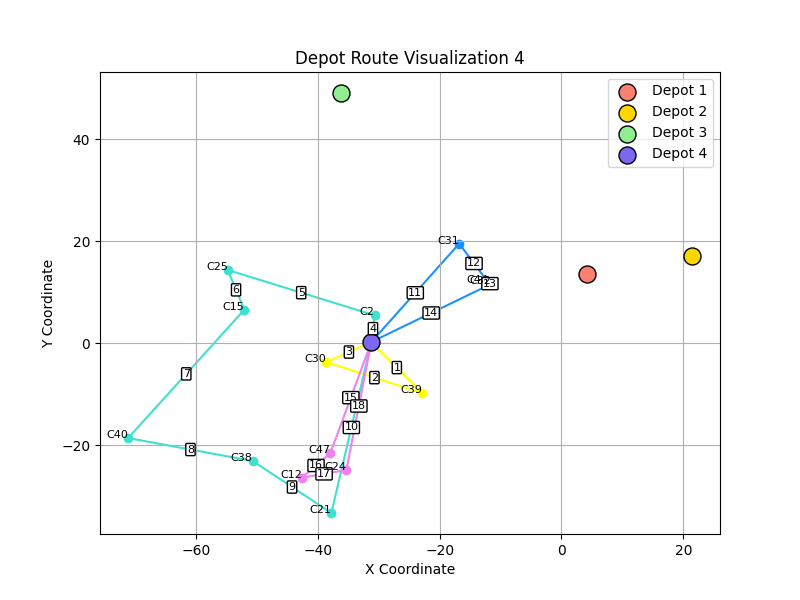 Depot Route Visualization 4
Y Coordinate
40
20
0
−20
−60
−40
−20
0
20
X Coordinate
Depot 1
Depot 2
Depot 3
Depot 4
C31
12
13
C25
6
5
11
C15
C2
14
4
3
C30
1
7
2
C39
15
18
10
C40
8
C47
C38
16
C24
C12
17
9
C21